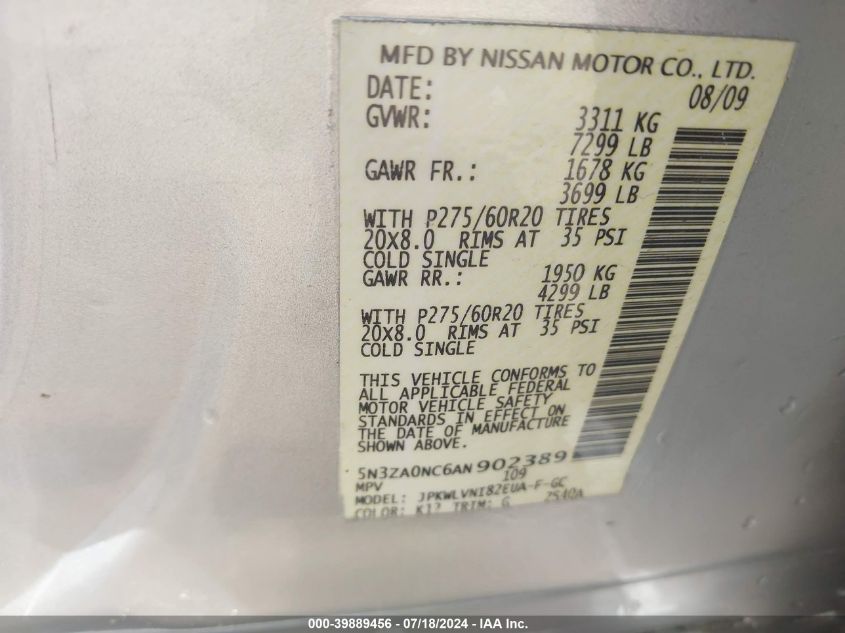 MFD BY NISSAN MOTOR CO., LTD.
DATE: 08/09
GVWR: 3311 KG
7299 LB
GAWR FR.: 1678 KG
3699 LB
WITH P275/60R20 TIRES
20X8.0 RIMS AT 35 PSI
COLD SINGLE
GAWR RR.: 1950 KG
4299 LB
WITH P275/60R20 TIRES
20X8.0 RIMS AT 35 PSI
COLD SINGLE
THIS VEHICLE CONFORMS TO
ALL APPLICABLE FEDERAL
MOTOR VEHICLE SAFETY
STANDARDS IN EFFECT ON
THE DATE OF MANUFACTURE
SHOWN ABOVE.
5N3ZA0NC6AN902389
MPV 109
MODEL: JPKWLVNI82EUA-F-GC
COLOR: K12 TRIM: G ZS40A
000-39889456 / 07/18/2024 - IAA Inc.